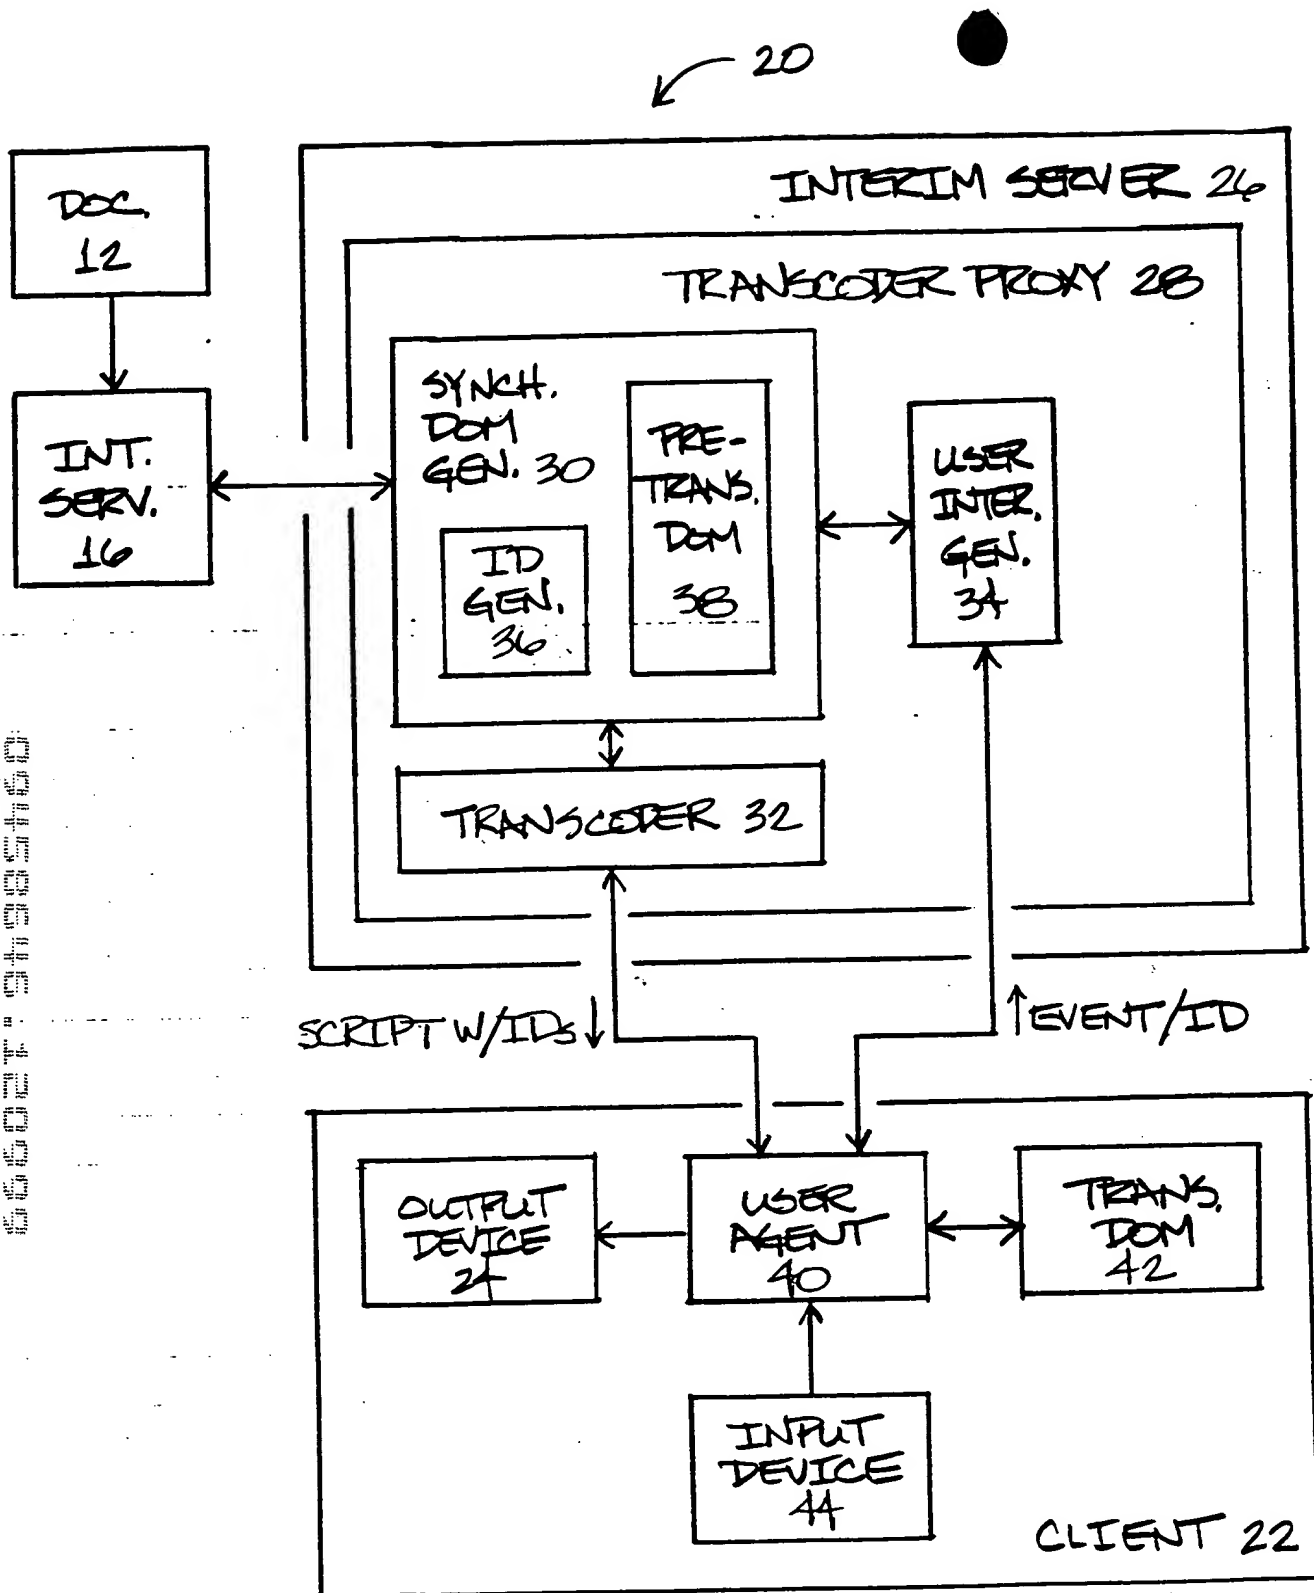 20
INTERIM SERVER 26
DOC.
12
TRANSCODER PROXY 28
SYNCH.
DOM
GEN. 30
PRE-
TRANS.
DOM
38
USER
INTER.
GEN.
34
INT.
SERV.
16
ID
GEN.
36
TRANSCODER 32
SCRIPT W/IDs
EVENT/ID
OUTPUT
DEVICE
24
USER
AGENT
40
TRANS.
DOM
42
INPUT
DEVICE
44
CLIENT 22